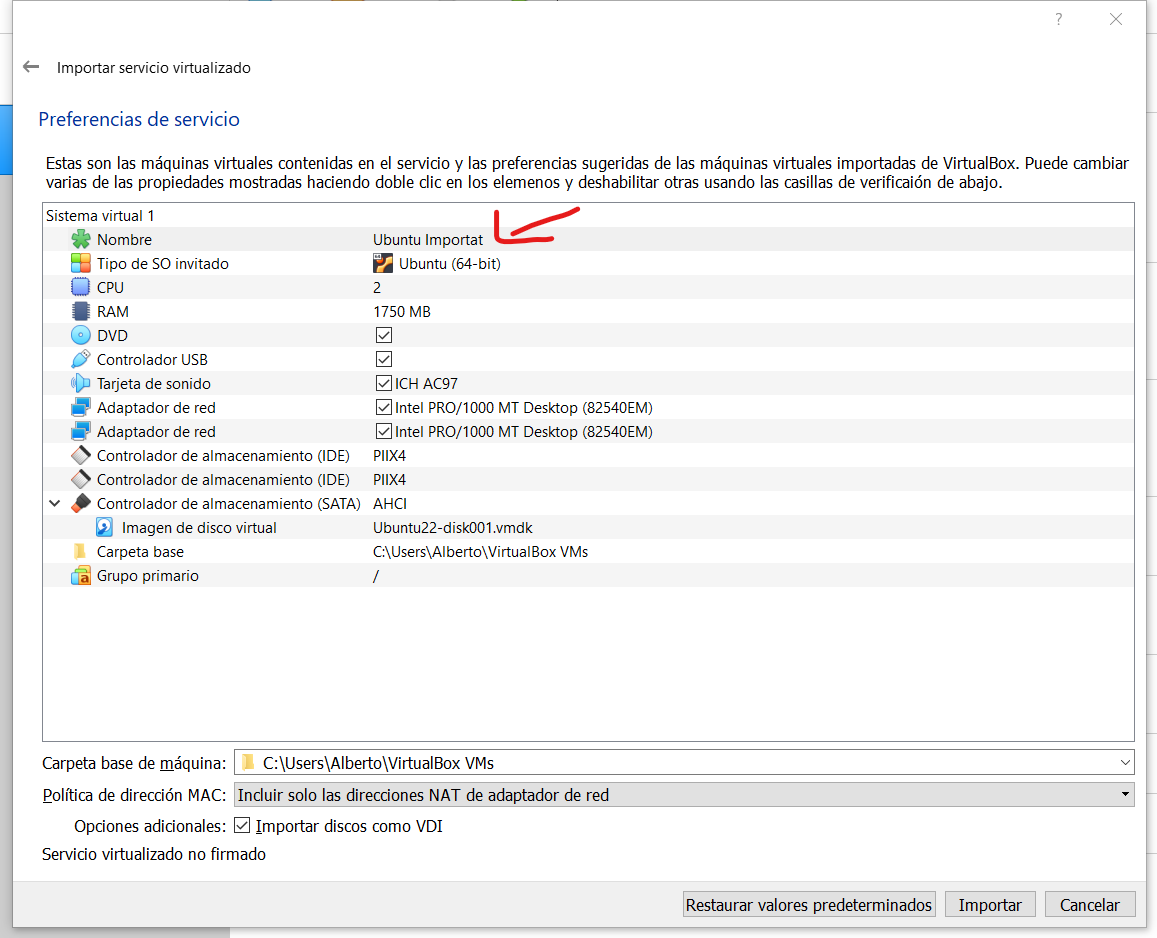 ?
Importar servicio virtualizado
Preferencias de servicio
Estas son las máquinas virtuales contenidas en el servicio y las preferencias sugeridas de las máquinas virtuales importadas de VirtualBox. Puede cambiar
varias de las propiedades mostradas haciendo doble clic en los elemenos y deshabilitar otras usando las casillas de verificaión de abajo.
Sistema virtual 1
Nombre Ubuntu Importat
Tipo de SO invitado Ubuntu (64-bit)
CPU 2
RAM 1750 MB
DVD
Controlador USB
Tarjeta de sonido ICH AC97
Adaptador de red Intel PRO/1000 MT Desktop (82540EM)
Adaptador de red Intel PRO/1000 MT Desktop (82540EM)
Controlador de almacenamiento (IDE) PIIX4
Controlador de almacenamiento (IDE) PIIX4
Controlador de almacenamiento (SATA) AHCI
Imagen de disco virtual Ubuntu22-disk001.vmdk
Carpeta base C:\Users\Alberto\VirtualBox VMs
Grupo primario /
Carpeta base de máquina: C:\Users\Alberto\VirtualBox VMs
Política de dirección MAC: Incluir solo las direcciones NAT de adaptador de red
Opciones adicionales: Importar discos como VDI
Servicio virtualizado no firmado
Restaurar valores predeterminados Importar Cancelar